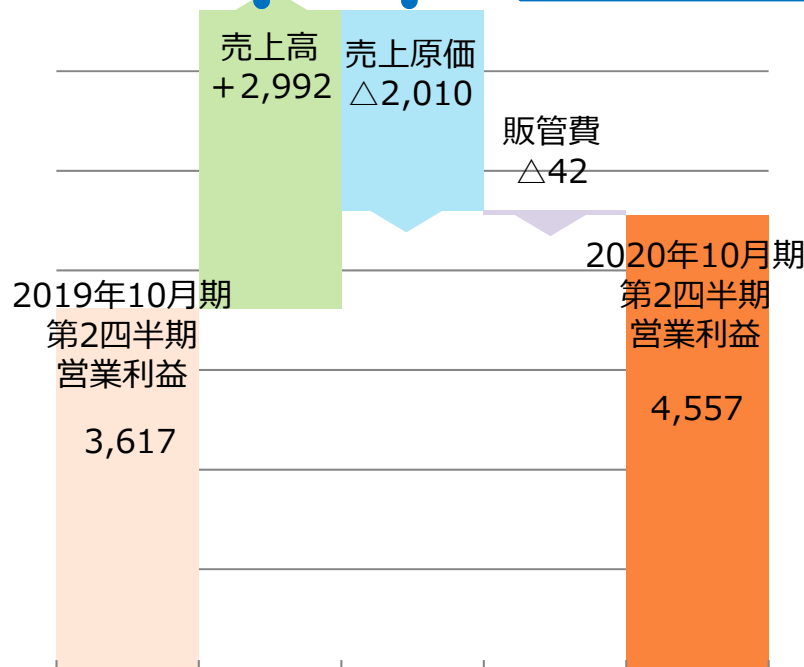 売上高
+2,992
売上原価
△2,010
販管費
△42
2019年10月期
第2四半期
営業利益
3,617
2020年10月期
第2四半期
営業利益
4,557